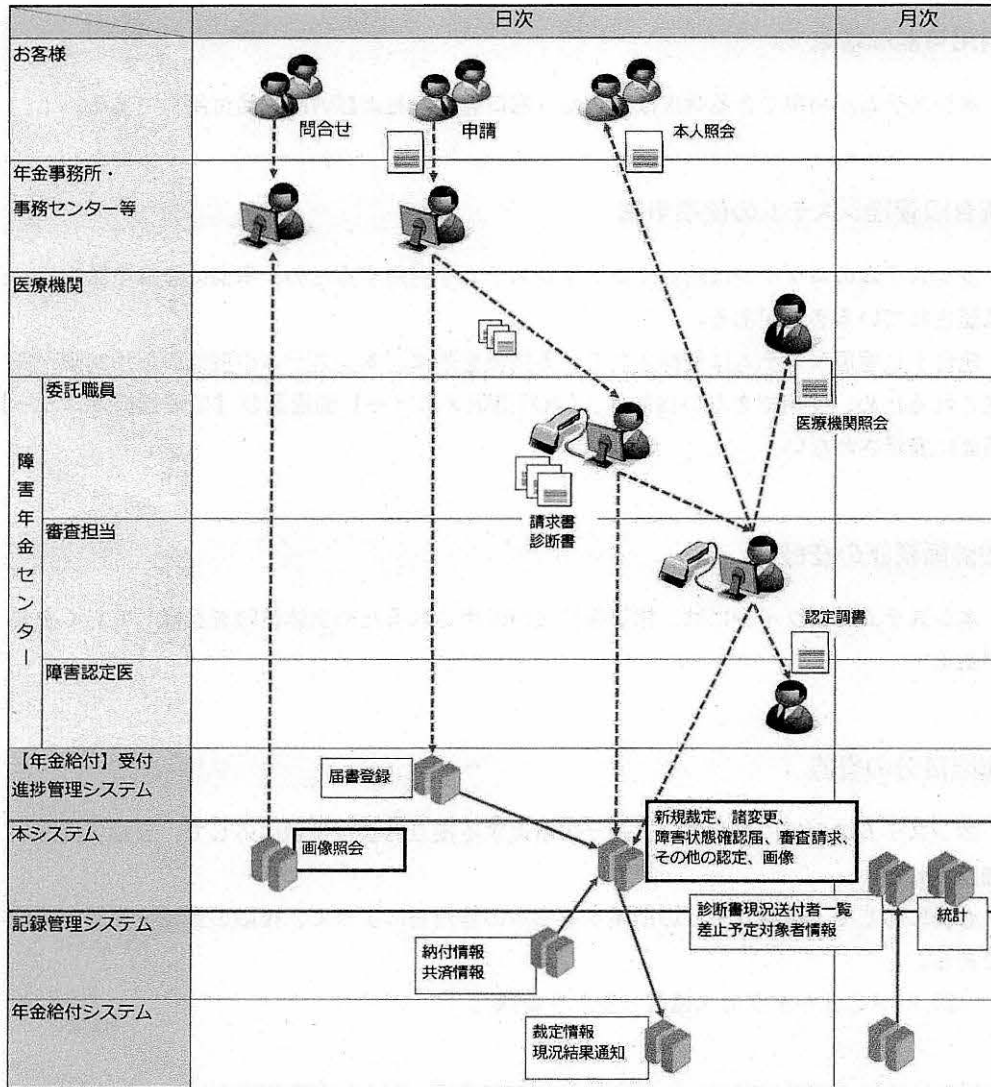 日次
月次
お客様
問合せ
申請
本人照会
年金事務所・
事務センター等
医療機関
医療機関照会
障害年金センター
委託職員
請求書
診断書
審査担当
認定調書
障害認定医
【年金給付】受付
進捗管理システム
届書登録
本システム
画像照会
新規裁定、諸変更、
障害状態確認届、審査請求、
その他の認定、画像
診断書現況送付者一覧
差止予定対象者情報
統計
記録管理システム
納付情報
共済情報
年金給付システム
裁定情報
現況結果通知